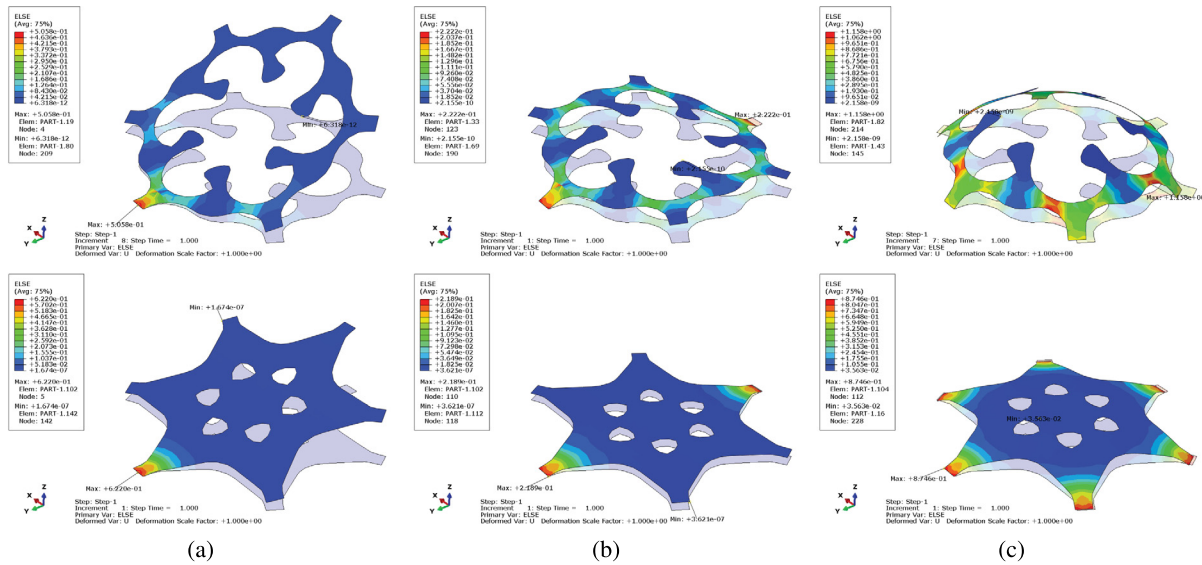 ELSE
(Avg: 75%)
+5.058e-01
+4.636e-01
+4.215e-01
+3.793e-01
+3.372e-01
+2.950e-01
+2.529e-01
+2.107e-01
+1.686e-01
+1.264e-01
+8.430e-02
+4.215e-02
+6.318e-12
Max: +5.058e-01
Elem: PART-1.19
Node: 4
Min: +6.318e-12
Elem: PART-1.80
Node: 209
Min: +6.318e-12
Max: +5.058e-01
Z
X
Y
Step: Step-1
Increment 8: Step Time = 1.000
Primary Var: ELSE
Deformed Var: U Deformation Scale Factor: +1.000e+00
ELSE
(Avg: 75%)
+2.222e-01
+2.037e-01
+1.852e-01
+1.667e-01
+1.482e-01
+1.296e-01
+1.111e-01
+9.260e-02
+7.408e-02
+5.556e-02
+3.704e-02
+1.852e-02
+2.155e-10
Max: +2.222e-01
Elem: PART-1.33
Node: 123
Min: +2.155e-10
Elem: PART-1.69
Node: 190
Max: +2.222e-01
Min: +2.155e-10
Z
X
Y
Step: Step-1
Increment 1: Step Time = 1.000
Primary Var: ELSE
Deformed Var: U Deformation Scale Factor: +1.000e+00
ELSE
(Avg: 75%)
+1.158e+00
+1.062e+00
+9.651e-01
+8.686e-01
+7.721e-01
+6.756e-01
+5.790e-01
+4.825e-01
+3.860e-01
+2.895e-01
+1.930e-01
+9.651e-02
+2.158e-09
Max: +1.158e+00
Elem: PART-1.82
Node: 214
Min: +2.158e-09
Elem: PART-1.43
Node: 145
Min: +2.158e-09
Max: +1.158e+00
Z
X
Y
Step: Step-1
Increment 7: Step Time = 1.000
Primary Var: ELSE
Deformed Var: U Deformation Scale Factor: +1.000e+00
ELSE
(Avg: 75%)
+6.220e-01
+5.702e-01
+5.183e-01
+4.665e-01
+4.147e-01
+3.628e-01
+3.110e-01
+2.592e-01
+2.073e-01
+1.555e-01
+1.037e-01
+5.183e-02
+1.674e-07
Max: +6.220e-01
Elem: PART-1.102
Node: 5
Min: +1.674e-07
Elem: PART-1.142
Node: 142
Min: +1.674e-07
Max: +6.220e-01
Z
X
Y
Step: Step-1
Increment 1: Step Time = 1.000
Primary Var: ELSE
Deformed Var: U Deformation Scale Factor: +1.000e+00
ELSE
(Avg: 75%)
+2.189e-01
+2.007e-01
+1.825e-01
+1.642e-01
+1.460e-01
+1.277e-01
+1.095e-01
+9.123e-02
+7.298e-02
+5.474e-02
+3.649e-02
+1.825e-02
+3.621e-07
Max: +2.189e-01
Elem: PART-1.102
Node: 110
Min: +3.621e-07
Elem: PART-1.112
Node: 118
Max: +2.189e-01
Min: +3.621e-07
Z
X
Y
Step: Step-1
Increment 1: Step Time = 1.000
Primary Var: ELSE
Deformed Var: U Deformation Scale Factor: +1.000e+00
ELSE
(Avg: 75%)
+8.746e-01
+8.047e-01
+7.347e-01
+6.648e-01
+5.949e-01
+5.250e-01
+4.551e-01
+3.852e-01
+3.153e-01
+2.454e-01
+1.755e-01
+1.055e-01
+3.563e-02
Max: +8.746e-01
Elem: PART-1.104
Node: 112
Min: +3.563e-02
Elem: PART-1.16
Node: 228
Min: +3.563e-02
Max: +8.746e-01
Z
X
Y
Step: Step-1
Increment 1: Step Time = 1.000
Primary Var: ELSE
Deformed Var: U Deformation Scale Factor: +1.000e+00
(a)
(b)
(c)